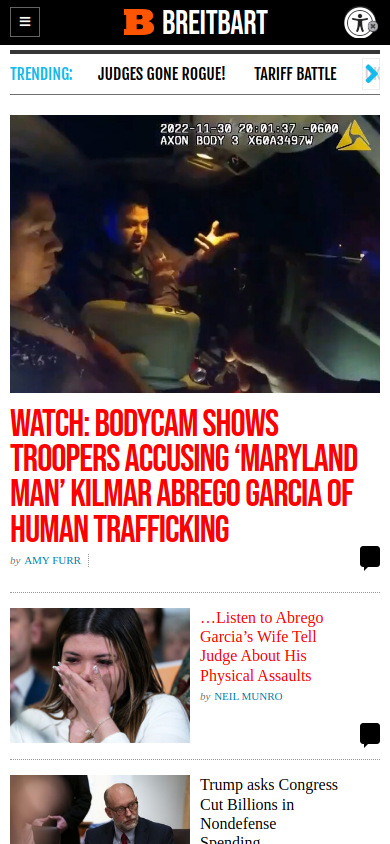 BREITBART
TRENDING: JUDGES GONE ROGUE! TARIFF BATTLE
2022-11-30 20:01:37 -0600
AXON BODY 3 X60A3497W
WATCH: BODYCAM SHOWS
TROOPERS ACCUSING ‘MARYLAND
MAN’ KILMAR ABREGO GARCIA OF
HUMAN TRAFFICKING
by AMY FURR
…Listen to Abrego
Garcia’s Wife Tell
Judge About His
Physical Assaults
by NEIL MUNRO
Trump asks Congress
Cut Billions in
Nondefense
Spending